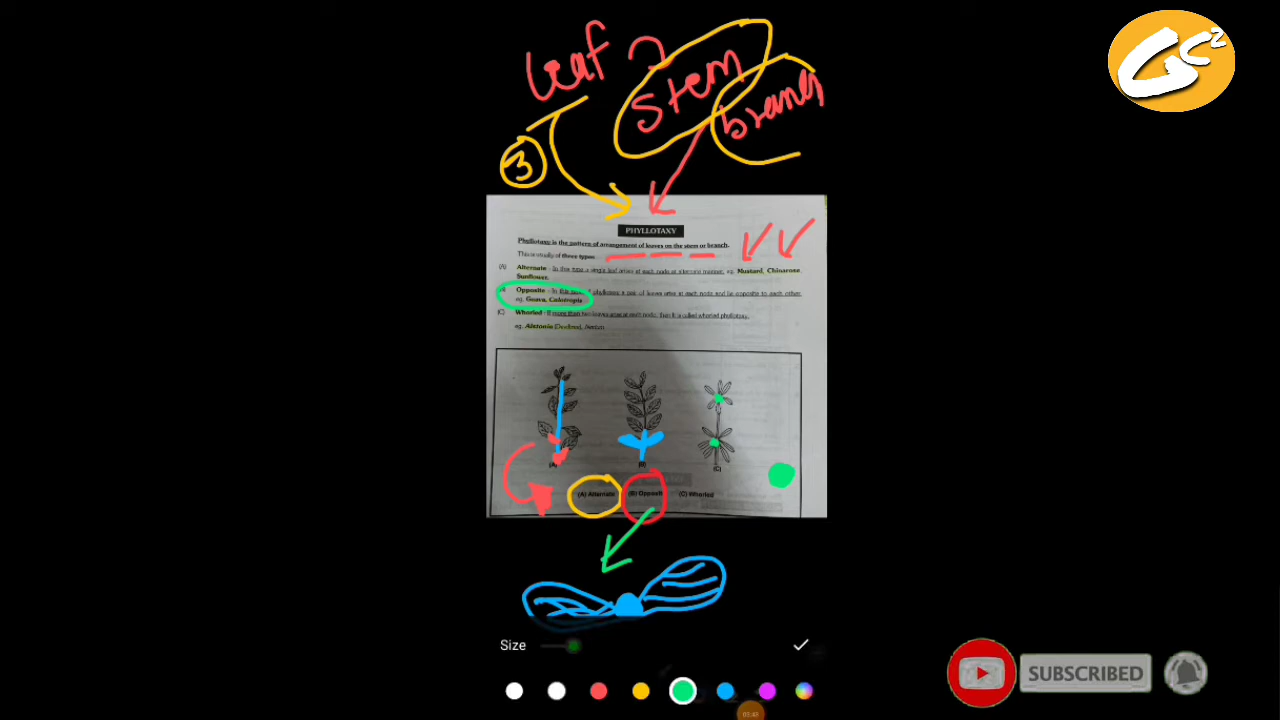 Leaf
Stem
branch
3
PHYLLOTAXY
Phyllotaxy is the pattern of arrangement of leaves on the stem or branch.
This is usually of three types
(A) Alternate - In this type a single leaf arises at each node in alternate manner, eg. Mustard, Chinarose,
Sunflower.
Opposite - In this type of phyllotaxy a pair of leaves arise at each node and lie opposite to each other.
eg. Guava, Calotropis
(C) Whorled - If more than two leaves arise at each node, then it is called whorled phyllotaxy.
eg. Alstonia (Devil tree), Nerium
(A) (B) (C)
(A) Alternate (B) Opposite (C) Whorled
Size
SUBSCRIBED
GC2